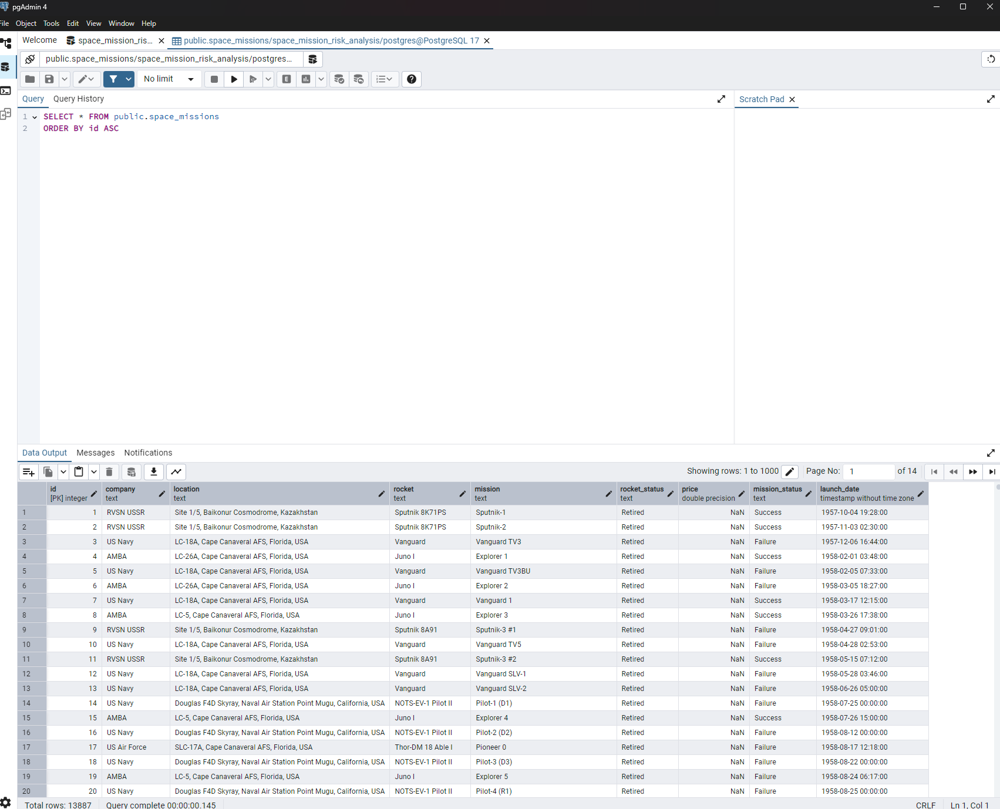 pgAdmin 4
File Object Tools Edit View Window Help
Welcome space_mission_ris... public.space_missions/space_mission_risk_analysis/postgres@PostgreSQL 17
public.space_missions/space_mission_risk_analysis/postgres...
No limit
E
Query Query History
Scratch Pad
1 SELECT * FROM public.space_missions
2 ORDER BY id ASC
Data Output Messages Notifications
Showing rows: 1 to 1000 Page No: 1 of 14
id company location rocket mission rocket_status price mission_status launch_date
[PK] integer text text text text text double precision text timestamp without time zone
1 1 RVSN USSR Site 1/5, Baikonur Cosmodrome, Kazakhstan Sputnik 8K71PS Sputnik-1 Retired NaN Success 1957-10-04 19:28:00
2 2 RVSN USSR Site 1/5, Baikonur Cosmodrome, Kazakhstan Sputnik 8K71PS Sputnik-2 Retired NaN Success 1957-11-03 02:30:00
3 3 US Navy LC-18A, Cape Canaveral AFS, Florida, USA Vanguard Vanguard TV3 Retired NaN Failure 1957-12-06 16:44:00
4 4 AMBA LC-26A, Cape Canaveral AFS, Florida, USA Juno I Explorer 1 Retired NaN Success 1958-02-01 03:48:00
5 5 US Navy LC-18A, Cape Canaveral AFS, Florida, USA Vanguard Vanguard TV3BU Retired NaN Failure 1958-02-05 07:33:00
6 6 AMBA LC-26A, Cape Canaveral AFS, Florida, USA Juno I Explorer 2 Retired NaN Failure 1958-03-05 18:27:00
7 7 US Navy LC-18A, Cape Canaveral AFS, Florida, USA Vanguard Vanguard 1 Retired NaN Success 1958-03-17 12:15:00
8 8 AMBA LC-5, Cape Canaveral AFS, Florida, USA Juno I Explorer 3 Retired NaN Success 1958-03-26 17:38:00
9 9 RVSN USSR Site 1/5, Baikonur Cosmodrome, Kazakhstan Sputnik 8A91 Sputnik-3 #1 Retired NaN Failure 1958-04-27 09:01:00
10 10 US Navy LC-18A, Cape Canaveral AFS, Florida, USA Vanguard Vanguard TV5 Retired NaN Failure 1958-04-28 02:53:00
11 11 RVSN USSR Site 1/5, Baikonur Cosmodrome, Kazakhstan Sputnik 8A91 Sputnik-3 #2 Retired NaN Success 1958-05-15 07:12:00
12 12 US Navy LC-18A, Cape Canaveral AFS, Florida, USA Vanguard Vanguard SLV-1 Retired NaN Failure 1958-05-28 03:46:00
13 13 US Navy LC-18A, Cape Canaveral AFS, Florida, USA Vanguard Vanguard SLV-2 Retired NaN Failure 1958-06-26 05:00:00
14 14 US Navy Douglas F4D Skyray, Naval Air Station Point Mugu, California, USA NOTS-EV-1 Pilot II Pilot-1 (D1) Retired NaN Failure 1958-07-25 00:00:00
15 15 AMBA LC-5, Cape Canaveral AFS, Florida, USA Juno I Explorer 4 Retired NaN Success 1958-07-26 15:00:00
16 16 US Navy Douglas F4D Skyray, Naval Air Station Point Mugu, California, USA NOTS-EV-1 Pilot II Pilot-2 (D2) Retired NaN Failure 1958-08-12 00:00:00
17 17 US Air Force SLC-17A, Cape Canaveral AFS, Florida, USA Thor-DM 18 Able I Pioneer 0 Retired NaN Failure 1958-08-17 12:18:00
18 18 US Navy Douglas F4D Skyray, Naval Air Station Point Mugu, California, USA NOTS-EV-1 Pilot II Pilot-3 (D3) Retired NaN Failure 1958-08-22 00:00:00
19 19 AMBA LC-5, Cape Canaveral AFS, Florida, USA Juno I Explorer 5 Retired NaN Failure 1958-08-24 06:17:00
20 20 US Navy Douglas F4D Skyray, Naval Air Station Point Mugu, California, USA NOTS-EV-1 Pilot II Pilot-4 (R1) Retired NaN Failure 1958-08-25 00:00:00
Total rows: 13887 Query complete 00:00:00.145 CRLF Ln 1, Col 1